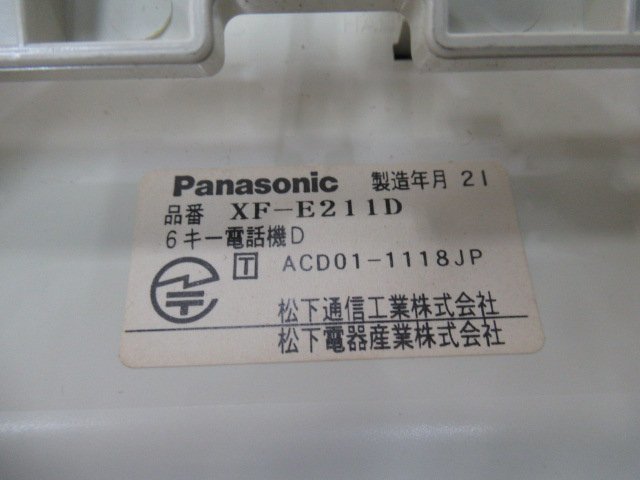 Panasonic 製造年月 21
品番 XF-E211D
6キー電話機D
T ACD01-1118JP
松下通信工業株式会社
松下電器産業株式会社